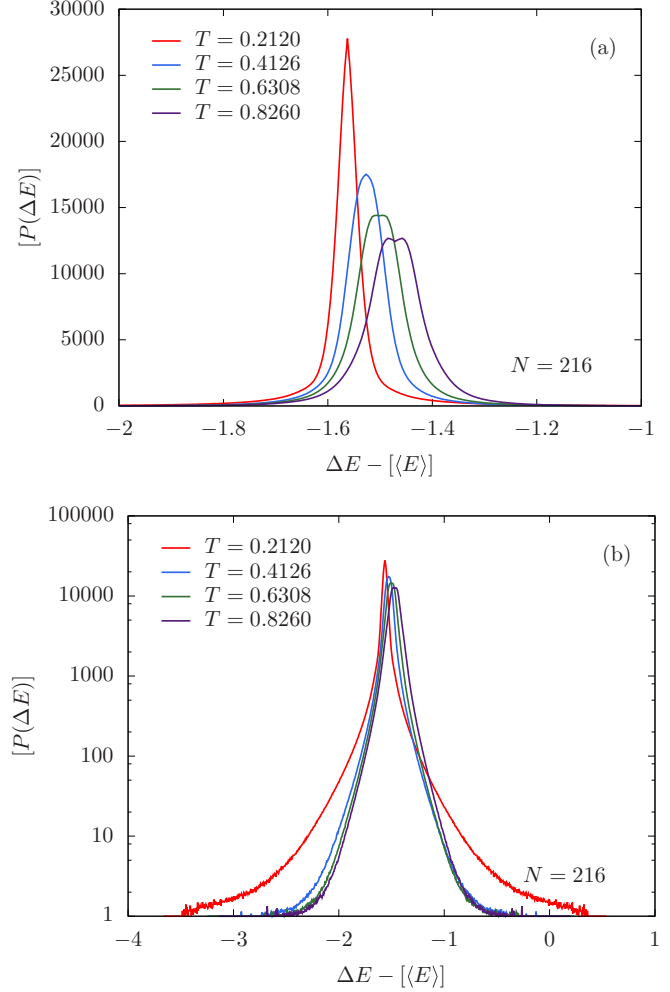 30000
25000
20000
15000
10000
5000
0
[P(ΔE)]
T = 0.2120
T = 0.4126
T = 0.6308
T = 0.8260
(a)
N = 216
−2
−1.8
−1.6
−1.4
−1.2
−1
ΔE − [⟨E⟩]
100000
10000
1000
100
10
1
[P(ΔE)]
T = 0.2120
T = 0.4126
T = 0.6308
T = 0.8260
(b)
N = 216
−4
−3
−2
−1
0
1
ΔE − [⟨E⟩]